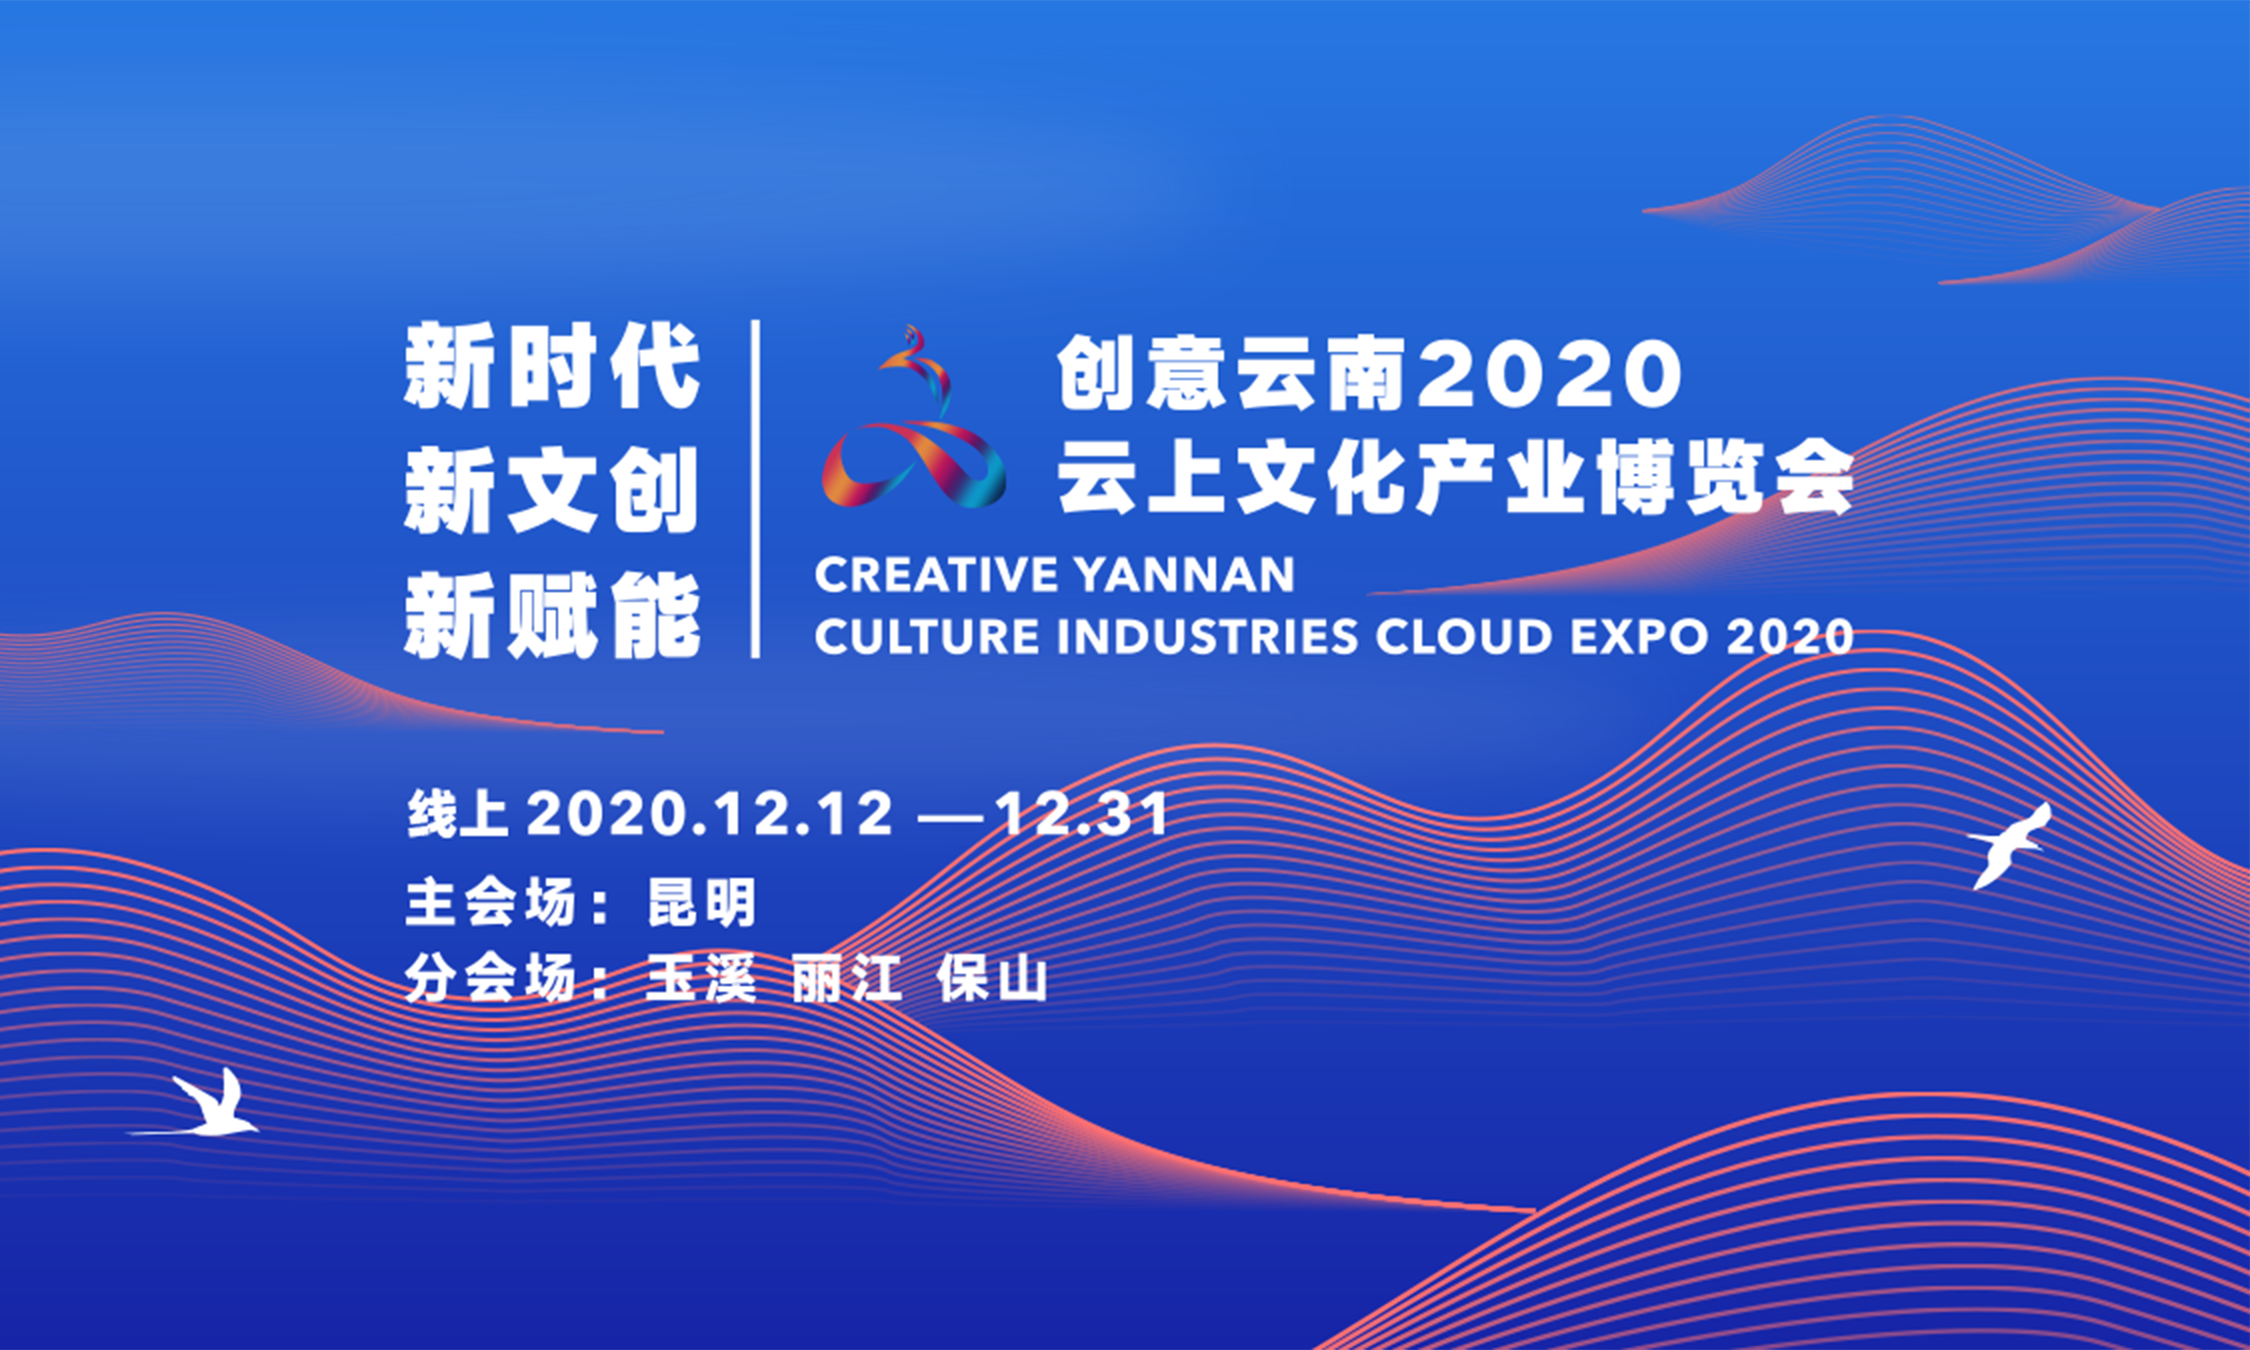 新时代
新文创
新赋能
创意云南2020
云上文化产业博览会
CREATIVE YANNAN
CULTURE INDUSTRIES CLOUD EXPO 2020
线上 2020.12.12 —12.31
主会场：昆明
分会场：玉溪 丽江 保山